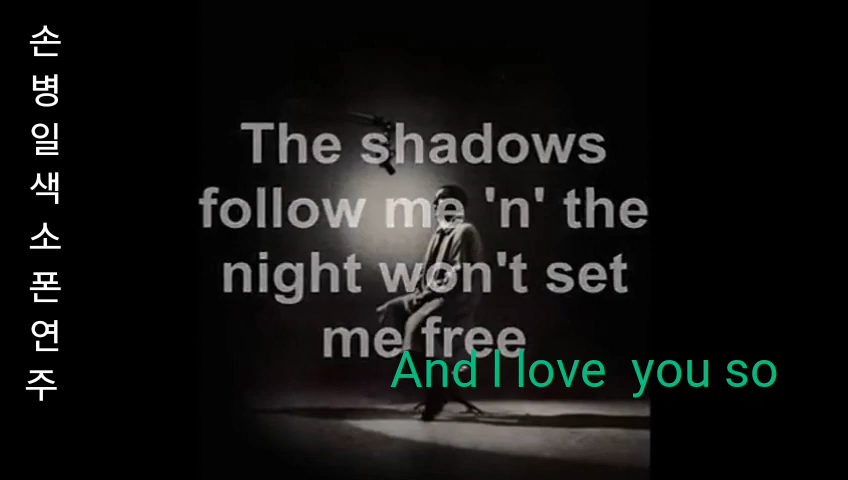 손병일색소폰연주
The shadows
follow me 'n' the
night won't set
me free
And I love you so